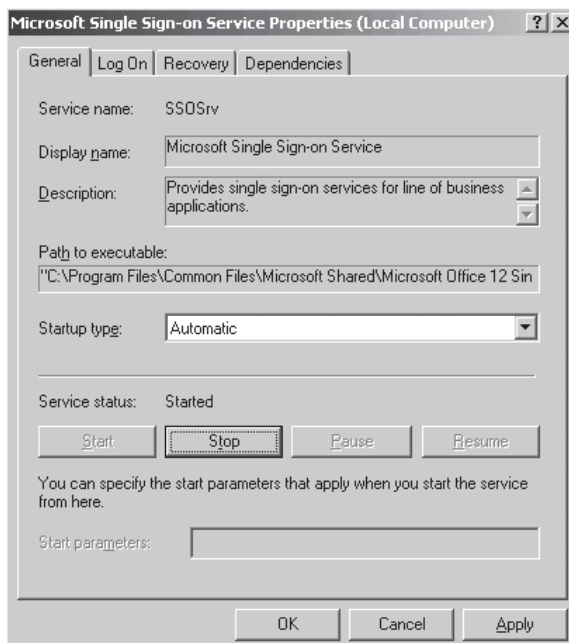 Microsoft Single Sign-on Service Properties (Local Computer) ? X
General Log On Recovery Dependencies
Service name: SSOSrv
Display name: Microsoft Single Sign-on Service
Description: Provides single sign-on services for line of business
applications.
Path to executable:
"C:\Program Files\Common Files\Microsoft Shared\Microsoft Office 12 Sin
Startup type: Automatic
Service status: Started
Start Stop Pause Resume
You can specify the start parameters that apply when you start the service
from here.
Start parameters:
OK Cancel Apply